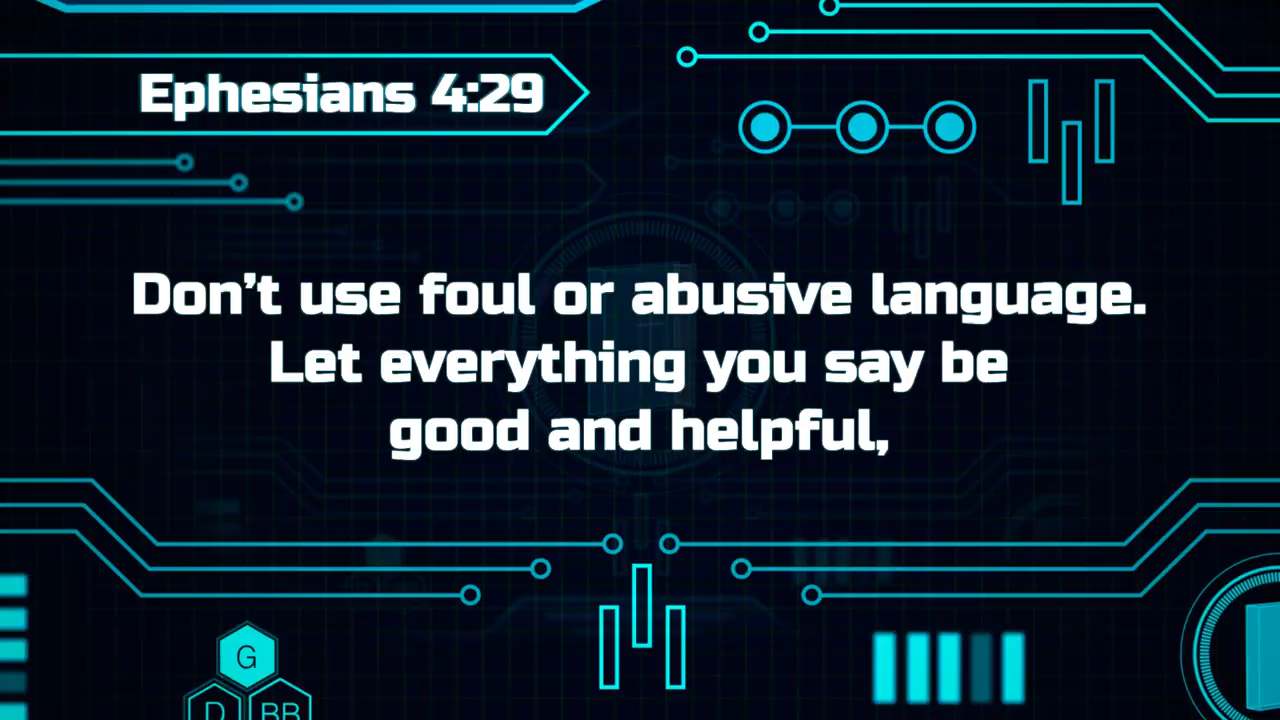 Ephesians 4:29
Don’t use foul or abusive language.
Let everything you say be
good and helpful,
G
D BB